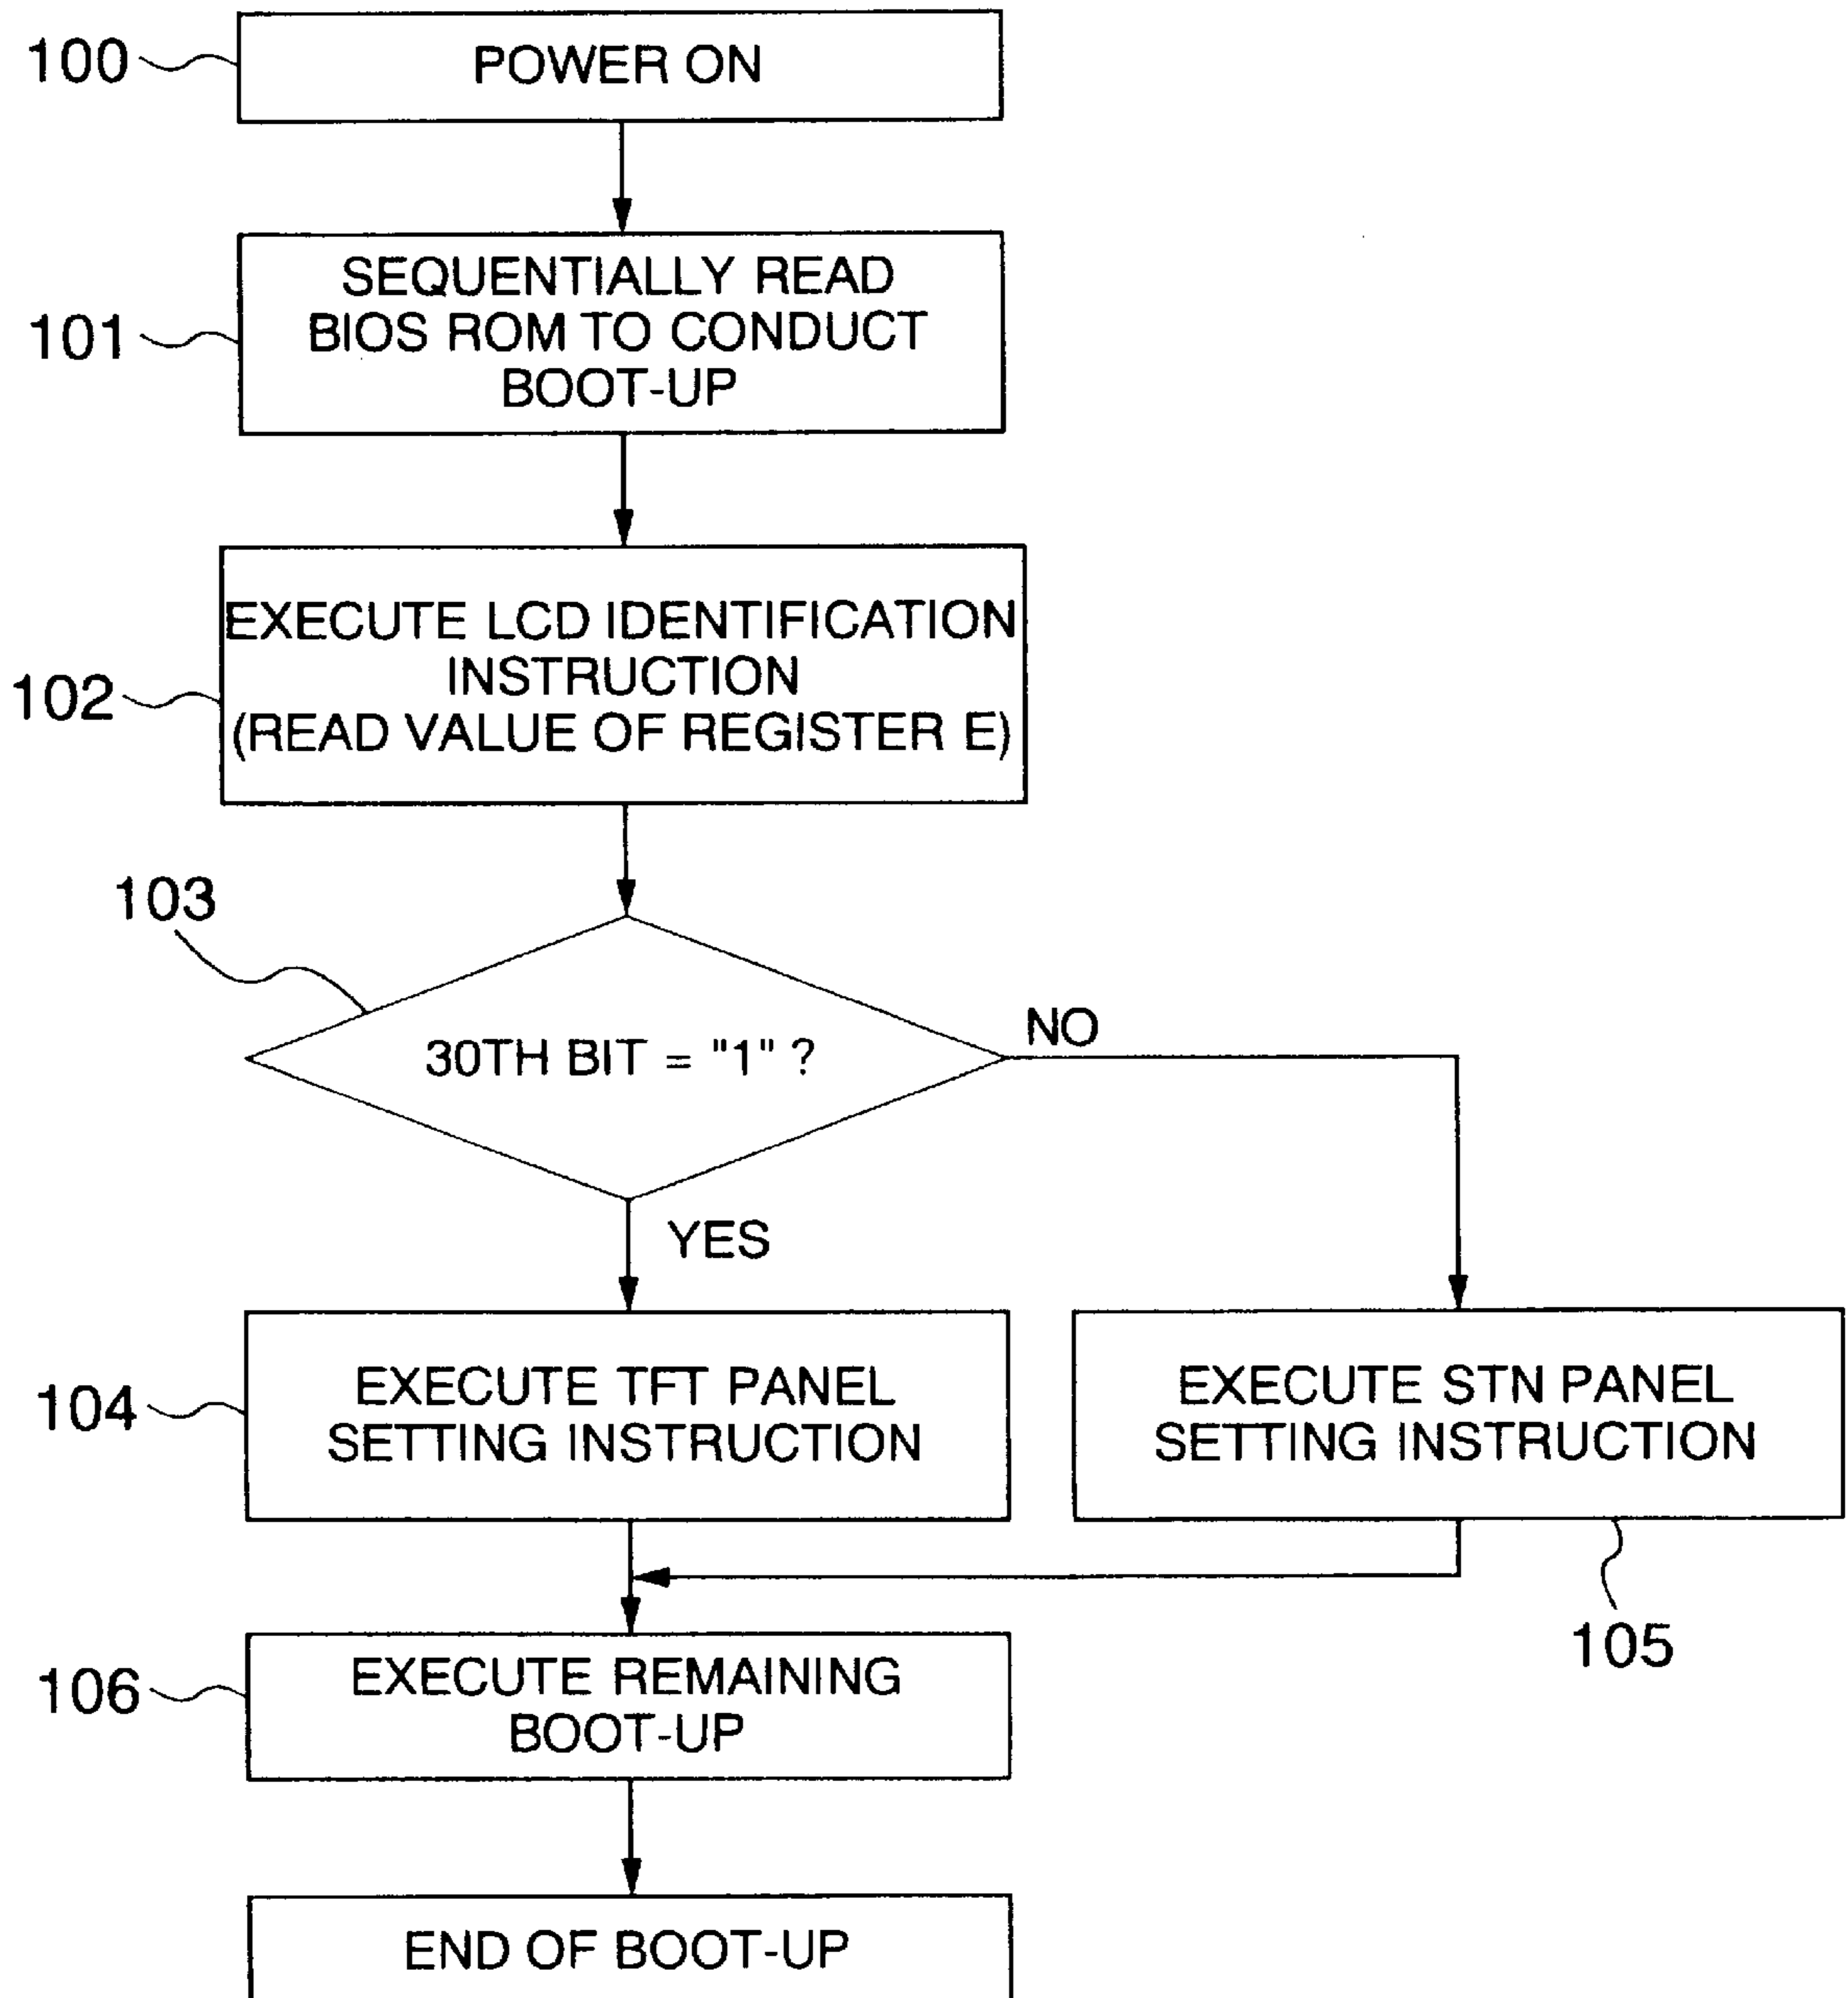 100
POWER ON
101
SEQUENTIALLY READ
BIOS ROM TO CONDUCT
BOOT-UP
102
EXECUTE LCD IDENTIFICATION
INSTRUCTION
(READ VALUE OF REGISTER E)
103
30TH BIT = "1" ?
NO
YES
104
EXECUTE TFT PANEL
SETTING INSTRUCTION
EXECUTE STN PANEL
SETTING INSTRUCTION
105
106
EXECUTE REMAINING
BOOT-UP
END OF BOOT-UP